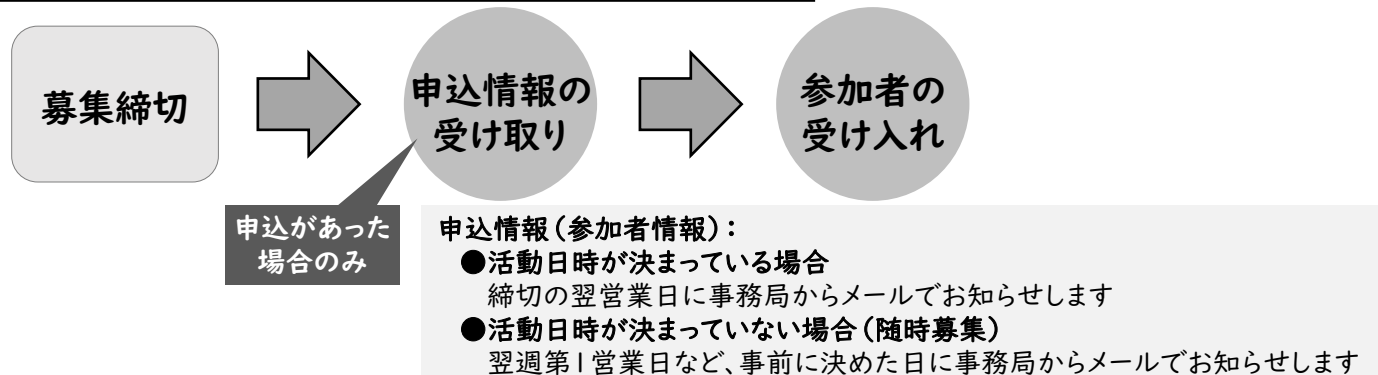 募集締切
申込情報の
受け取り
参加者の
受け入れ
申込があった
場合のみ
申込情報(参加者情報):
●活動日時が決まっている場合
締切の翌営業日に事務局からメールでお知らせします
●活動日時が決まっていない場合(随時募集)
翌週第1営業日など、事前に決めた日に事務局からメールでお知らせします